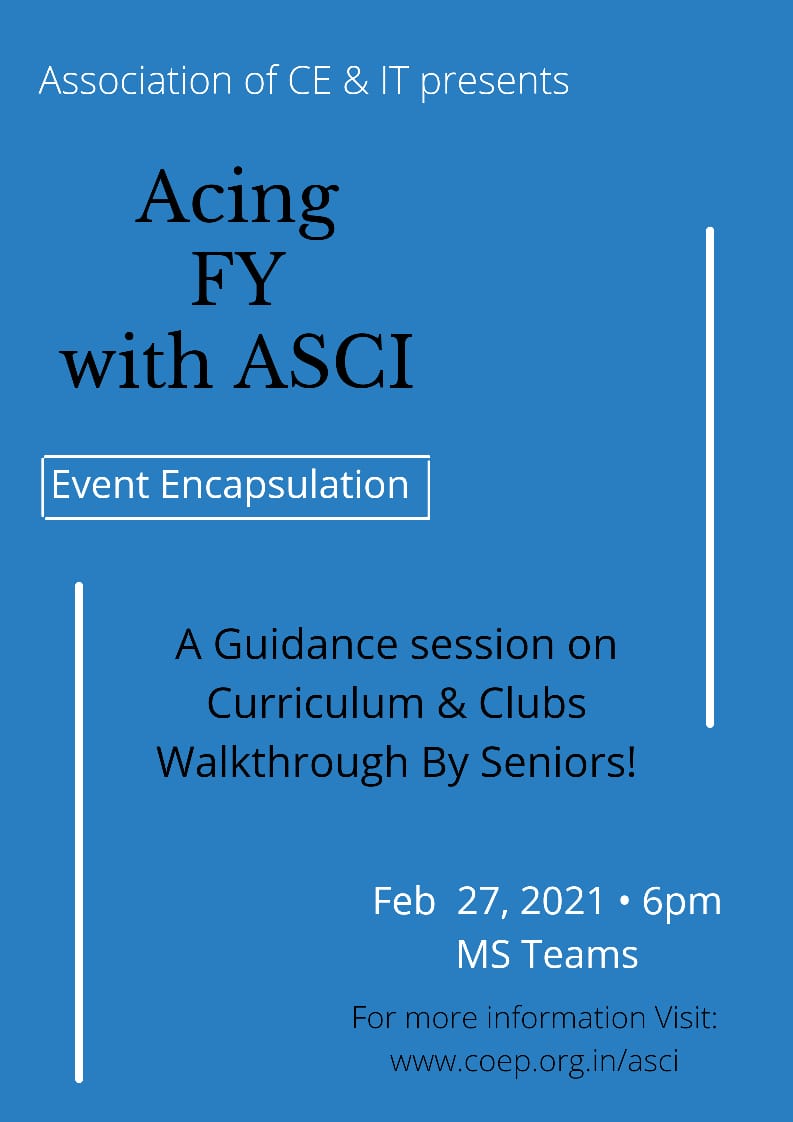 Association of CE & IT presents
Acing
FY
with ASCI
Event Encapsulation
A Guidance session on
Curriculum & Clubs
Walkthrough By Seniors!
Feb  27, 2021 • 6pm
MS Teams
For more information Visit:
www.coep.org.in/asci